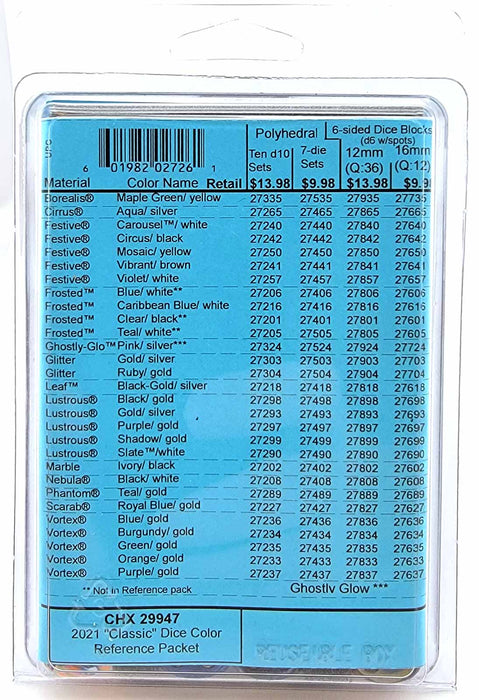 UPC
6 01982 02726 1
Polyhedral 6-sided Dice Blocks
(d6 w/spots)
Ten d10 Sets 7-die Sets 12mm (Q:36) 16mm (Q:12)
Material Color Name Retail $13.98 $9.98 $13.98 $9.98
Borealis® Maple Green/ yellow 27335 27535 27935 27735
Cirrus® Aqua/ silver 27265 27465 27865 27665
Festive® Carousel™/ white 27240 27440 27840 27640
Festive® Circus/ black 27242 27442 27842 27642
Festive® Mosaic/ yellow 27250 27450 27850 27650
Festive® Vibrant/ brown 27241 27441 27841 27641
Festive® Violet/ white 27257 27457 27857 27657
Frosted™ Blue/ white** 27206 27406 27806 27606
Frosted™ Caribbean Blue/ white 27216 27416 27816 27616
Frosted™ Clear/ black** 27201 27401 27801 27601
Frosted™ Teal/ white** 27205 27405 27805 27605
Ghostly-Glo™ Pink/ silver*** 27324 27524 27924 27724
Glitter Gold/ silver 27303 27503 27903 27703
Glitter Ruby/ gold 27304 27504 27904 27704
Leaf™ Black-Gold/ silver 27218 27418 27818 27618
Lustrous® Black/ gold 27298 27498 27898 27698
Lustrous® Gold/ silver 27293 27493 27893 27693
Lustrous® Purple/ gold 27297 27497 27897 27697
Lustrous® Shadow/ gold 27299 27499 27899 27699
Lustrous® Slate™/white 27290 27490 27890 27690
Marble Ivory/ black 27202 27402 27802 27602
Nebula® Black/ white 27208 27408 27808 27608
Phantom® Teal/ gold 27289 27489 27889 27689
Scarab® Royal Blue/ gold 27227 27427 27827 27627
Vortex® Blue/ gold 27236 27436 27836 27636
Vortex® Burgundy/ gold 27234 27434 27834 27634
Vortex® Green/ gold 27235 27435 27835 27635
Vortex® Orange/ gold 27233 27433 27833 27633
Vortex® Purple/ gold 27237 27437 27837 27637
** Not in Reference pack Ghostly Glow ***
CHX 29947
2021 "Classic" Dice Color
Reference Packet
REUSEABLE BOX